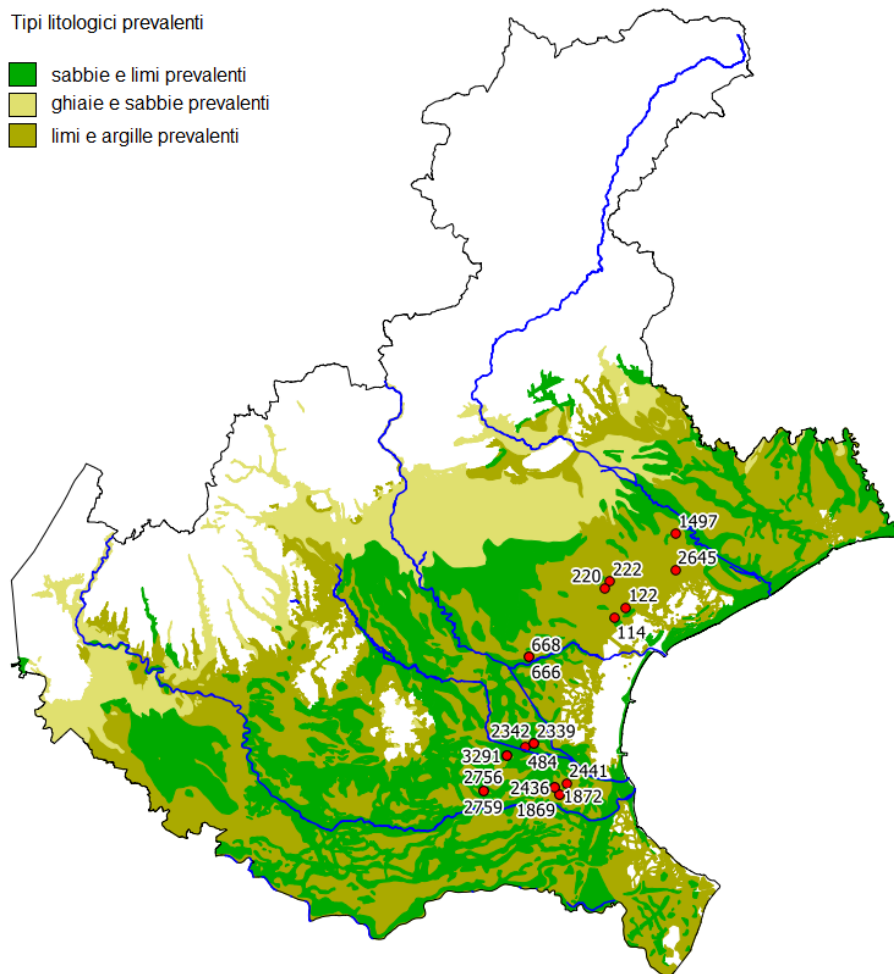 Tipi litologici prevalenti
sabbie e limi prevalenti
ghiaie e sabbie prevalenti
limi e argille prevalenti
1497
2645
220 222
122
114
668
666
2342 2339
3291 484
2756 2441
2436
2759 1869 1872